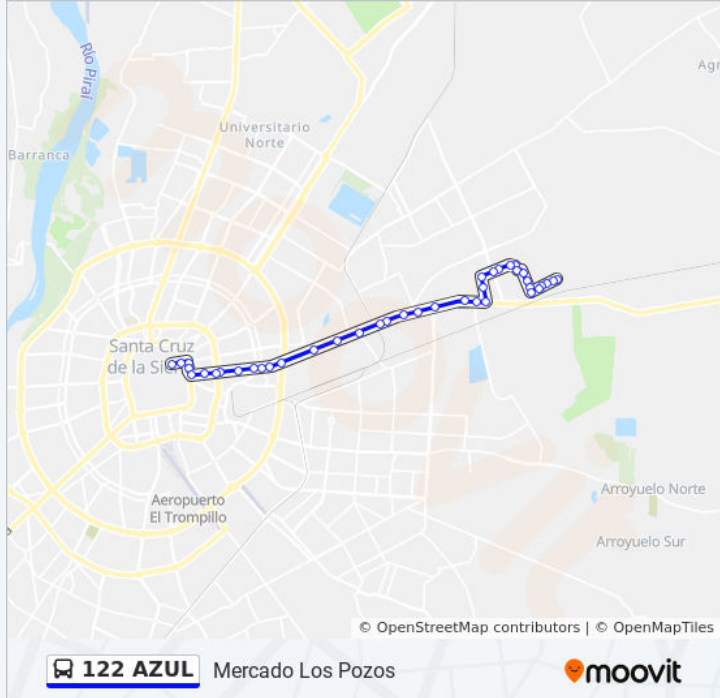 Río Piraí
Agr
Universitario
Norte
Barranca
Santa Cruz
de la Sierra
Aeropuerto
El Trompillo
Arroyuelo Norte
Arroyuelo Sur
© OpenStreetMap contributors | © OpenMapTiles
122 AZUL Mercado Los Pozos moovit